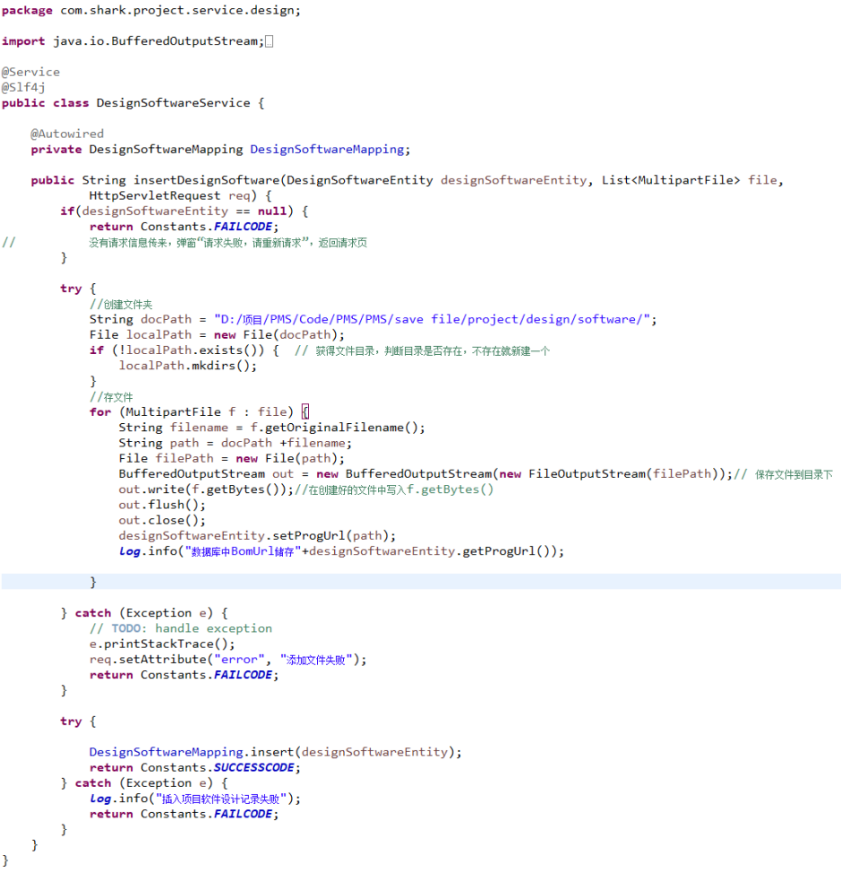 package com.shark.project.service.design;
import java.io.BufferedOutputStream;
@Service
@Slf4j
public class DesignSoftwareService {
@Autowired
private DesignSoftwareMapping DesignSoftwareMapping;
public String insertDesignSoftware(DesignSoftwareEntity designSoftwareEntity, List<MultipartFile> file,
HttpServletRequest req) {
if(designSoftwareEntity == null) {
return Constants.FAILCODE;
// 没有请求信息传来，弹窗“请求失败，请重新请求”，返回请求页
}
try {
//创建文件夹
String docPath = "D:/项目/PMS/Code/PMS/PMS/save file/project/design/software/";
File localPath = new File(docPath);
if (!localPath.exists()) { // 获得文件目录，判断目录是否存在，不存在就新建一个
localPath.mkdirs();
}
//存文件
for (MultipartFile f : file) {
String filename = f.getOriginalFilename();
String path = docPath +filename;
File filePath = new File(path);
BufferedOutputStream out = new BufferedOutputStream(new FileOutputStream(filePath));// 保存文件到目录下
out.write(f.getBytes());//在创建好的文件中写入f.getBytes()
out.flush();
out.close();
designSoftwareEntity.setProgUrl(path);
log.info("数据库中BomUrl储存"+designSoftwareEntity.getProgUrl());
}
} catch (Exception e) {
// TODO: handle exception
e.printStackTrace();
req.setAttribute("error", "添加文件失败");
return Constants.FAILCODE;
}
try {
DesignSoftwareMapping.insert(designSoftwareEntity);
return Constants.SUCCESSCODE;
} catch (Exception e) {
log.info("插入项目软件设计记录失败");
return Constants.FAILCODE;
}
}
}